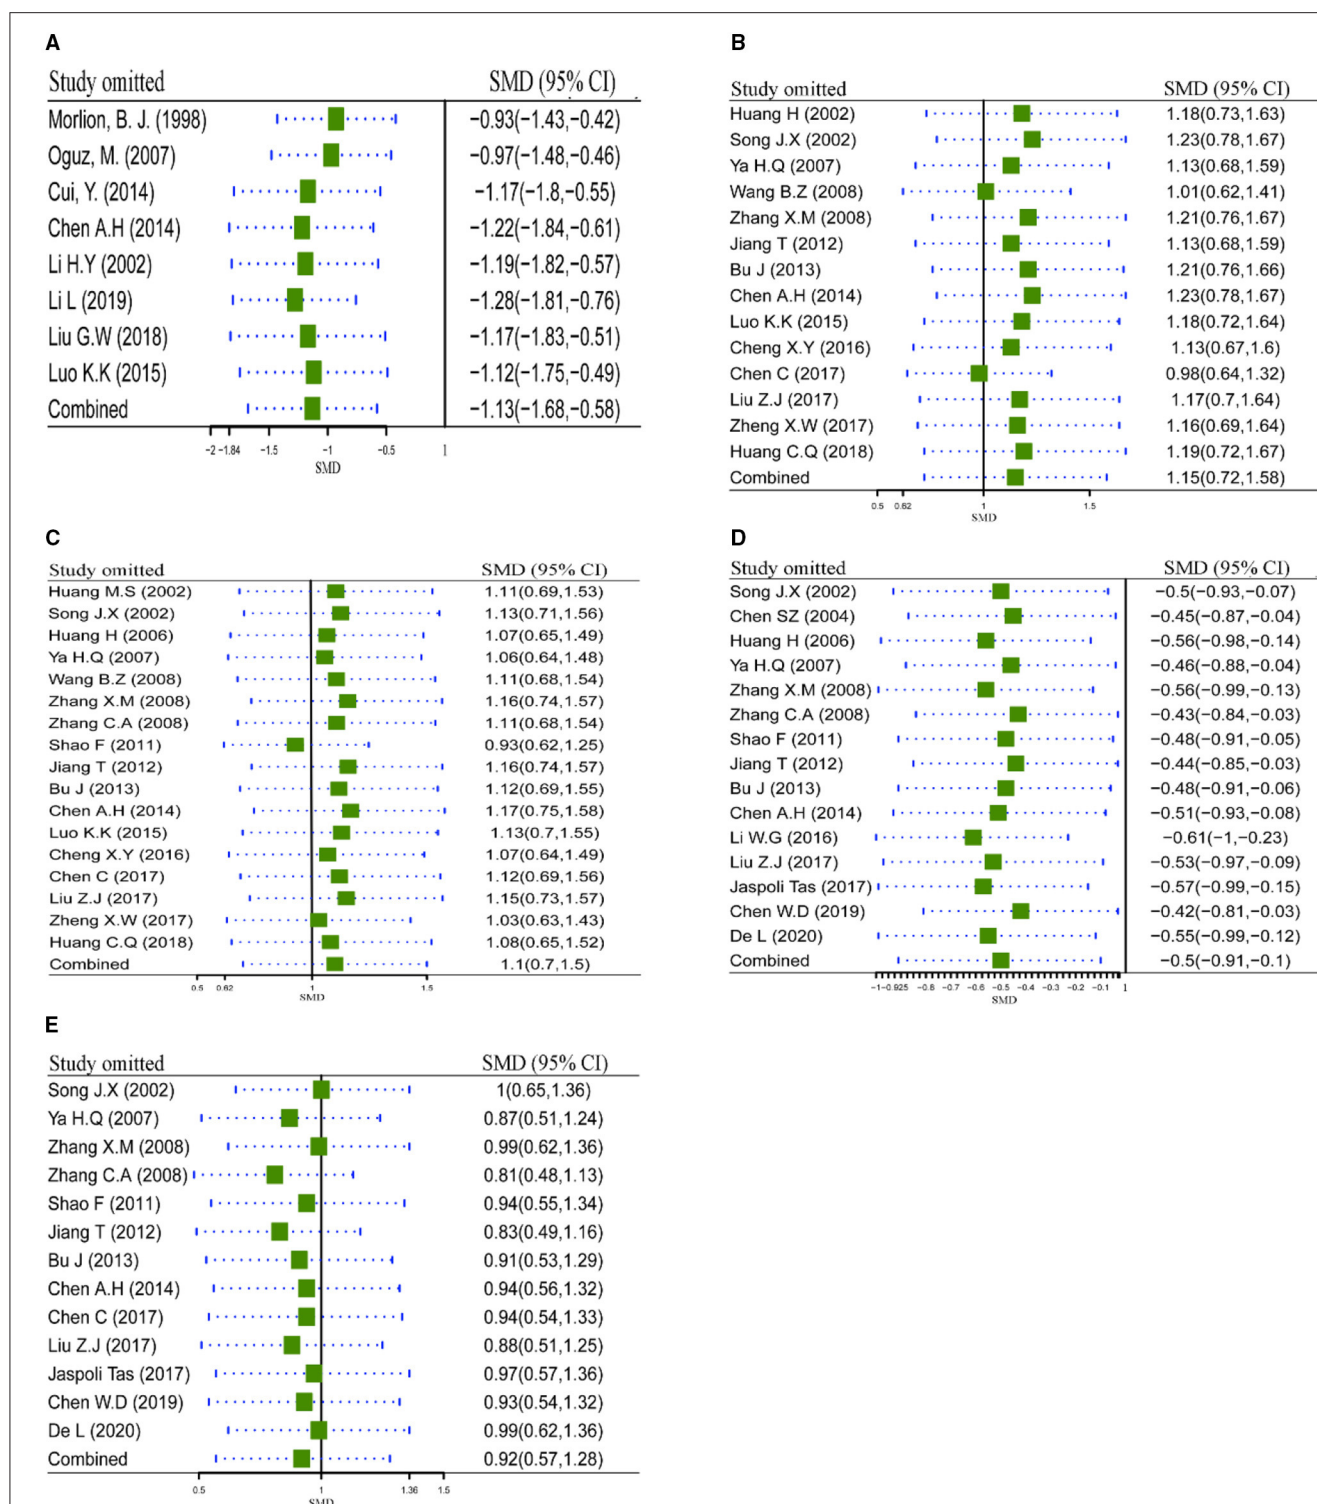 A
Study omitted SMD (95% CI)
Morlion, B. J. (1998) −0.93(−1.43,−0.42)
Oguz, M. (2007) −0.97(−1.48,−0.46)
Cui, Y. (2014) −1.17(−1.8,−0.55)
Chen A.H (2014) −1.22(−1.84,−0.61)
Li H.Y (2002) −1.19(−1.82,−0.57)
Li L (2019) −1.28(−1.81,−0.76)
Liu G.W (2018) −1.17(−1.83,−0.51)
Luo K.K (2015) −1.12(−1.75,−0.49)
Combined −1.13(−1.68,−0.58)
−2 −1.84 −1.5 −1 −0.5 1
SMD
B
Study omitted SMD (95% CI)
Huang H (2002) 1.18(0.73,1.63)
Song J.X (2002) 1.23(0.78,1.67)
Ya H.Q (2007) 1.13(0.68,1.59)
Wang B.Z (2008) 1.01(0.62,1.41)
Zhang X.M (2008) 1.21(0.76,1.67)
Jiang T (2012) 1.13(0.68,1.59)
Bu J (2013) 1.21(0.76,1.66)
Chen A.H (2014) 1.23(0.78,1.67)
Luo K.K (2015) 1.18(0.72,1.64)
Cheng X.Y (2016) 1.13(0.67,1.6)
Chen C (2017) 0.98(0.64,1.32)
Liu Z.J (2017) 1.17(0.7,1.64)
Zheng X.W (2017) 1.16(0.69,1.64)
Huang C.Q (2018) 1.19(0.72,1.67)
Combined 1.15(0.72,1.58)
0.5 0.62 1 1.5
SMD
C
Study omitted SMD (95% CI)
Huang M.S (2002) 1.11(0.69,1.53)
Song J.X (2002) 1.13(0.71,1.56)
Huang H (2006) 1.07(0.65,1.49)
Ya H.Q (2007) 1.06(0.64,1.48)
Wang B.Z (2008) 1.11(0.68,1.54)
Zhang X.M (2008) 1.16(0.74,1.57)
Zhang C.A (2008) 1.11(0.68,1.54)
Shao F (2011) 0.93(0.62,1.25)
Jiang T (2012) 1.16(0.74,1.57)
Bu J (2013) 1.12(0.69,1.55)
Chen A.H (2014) 1.17(0.75,1.58)
Luo K.K (2015) 1.13(0.7,1.55)
Cheng X.Y (2016) 1.07(0.64,1.49)
Chen C (2017) 1.12(0.69,1.56)
Liu Z.J (2017) 1.15(0.73,1.57)
Zheng X.W (2017) 1.03(0.63,1.43)
Huang C.Q (2018) 1.08(0.65,1.52)
Combined 1.1(0.7,1.5)
0.5 0.62 1 1.5
SMD
D
Study omitted SMD (95% CI)
Song J.X (2002) −0.5(−0.93,−0.07)
Chen SZ (2004) −0.45(−0.87,−0.04)
Huang H (2006) −0.56(−0.98,−0.14)
Ya H.Q (2007) −0.46(−0.88,−0.04)
Zhang X.M (2008) −0.56(−0.99,−0.13)
Zhang C.A (2008) −0.43(−0.84,−0.03)
Shao F (2011) −0.48(−0.91,−0.05)
Jiang T (2012) −0.44(−0.85,−0.03)
Bu J (2013) −0.48(−0.91,−0.06)
Chen A.H (2014) −0.51(−0.93,−0.08)
Li W.G (2016) −0.61(−1,−0.23)
Liu Z.J (2017) −0.53(−0.97,−0.09)
Jaspoli Tas (2017) −0.57(−0.99,−0.15)
Chen W.D (2019) −0.42(−0.81,−0.03)
De L (2020) −0.55(−0.99,−0.12)
Combined −0.5(−0.91,−0.1)
−1 −0.925 −0.8 −0.7 −0.6 −0.5 −0.4 −0.3 −0.2 −0.1 1
SMD
E
Study omitted SMD (95% CI)
Song J.X (2002) 1(0.65,1.36)
Ya H.Q (2007) 0.87(0.51,1.24)
Zhang X.M (2008) 0.99(0.62,1.36)
Zhang C.A (2008) 0.81(0.48,1.13)
Shao F (2011) 0.94(0.55,1.34)
Jiang T (2012) 0.83(0.49,1.16)
Bu J (2013) 0.91(0.53,1.29)
Chen A.H (2014) 0.94(0.56,1.32)
Chen C (2017) 0.94(0.54,1.33)
Liu Z.J (2017) 0.88(0.51,1.25)
Jaspoli Tas (2017) 0.97(0.57,1.36)
Chen W.D (2019) 0.93(0.54,1.32)
De L (2020) 0.99(0.62,1.36)
Combined 0.92(0.57,1.28)
0.5 1 1.36 1.5
SMD